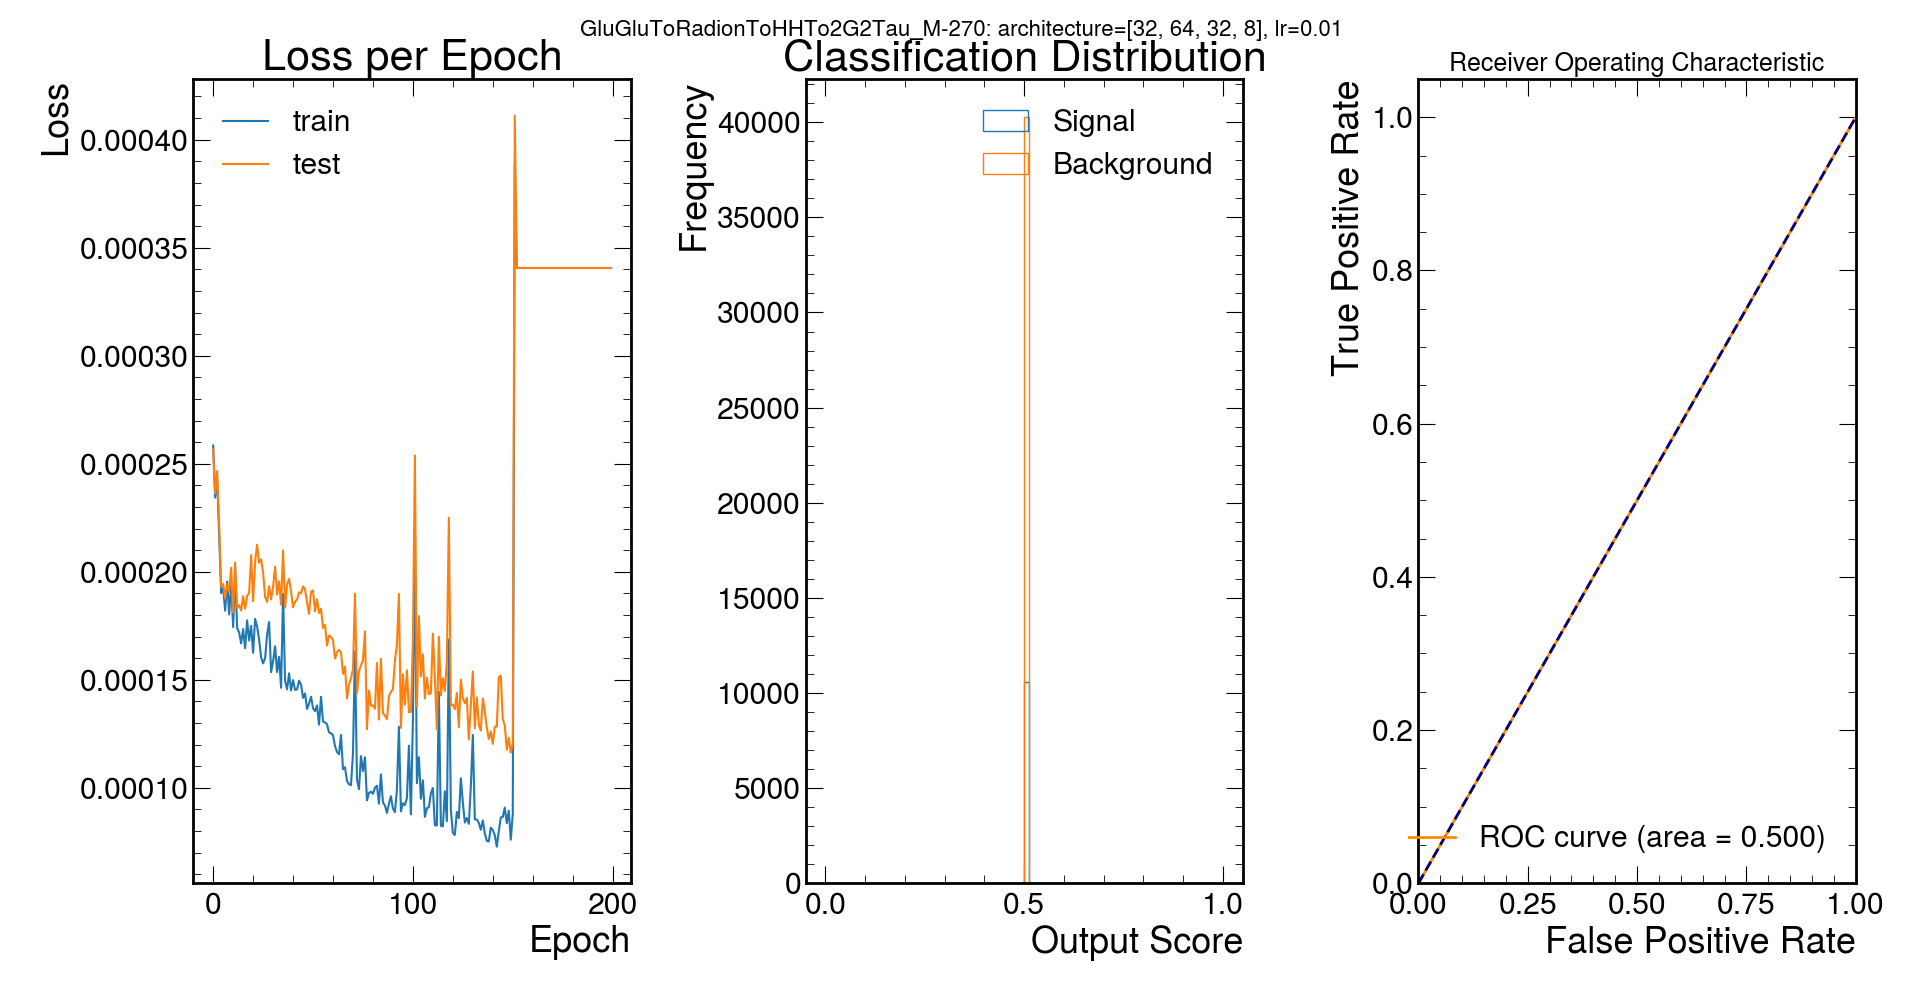 GluGluToRadionToHHTo2G2Tau_M-270: architecture=[32, 64, 32, 8], lr=0.01
Loss per Epoch
Loss
0.00040
0.00035
0.00030
0.00025
0.00020
0.00015
0.00010
train
test
0 100 200
Epoch
Classification Distribution
Frequency
40000
35000
30000
25000
20000
15000
10000
5000
0
Signal
Background
0.0 0.5 1.0
Output Score
Receiver Operating Characteristic
True Positive Rate
1.0
0.8
0.6
0.4
0.2
0.0
ROC curve (area = 0.500)
0.00 0.25 0.50 0.75 1.00
False Positive Rate